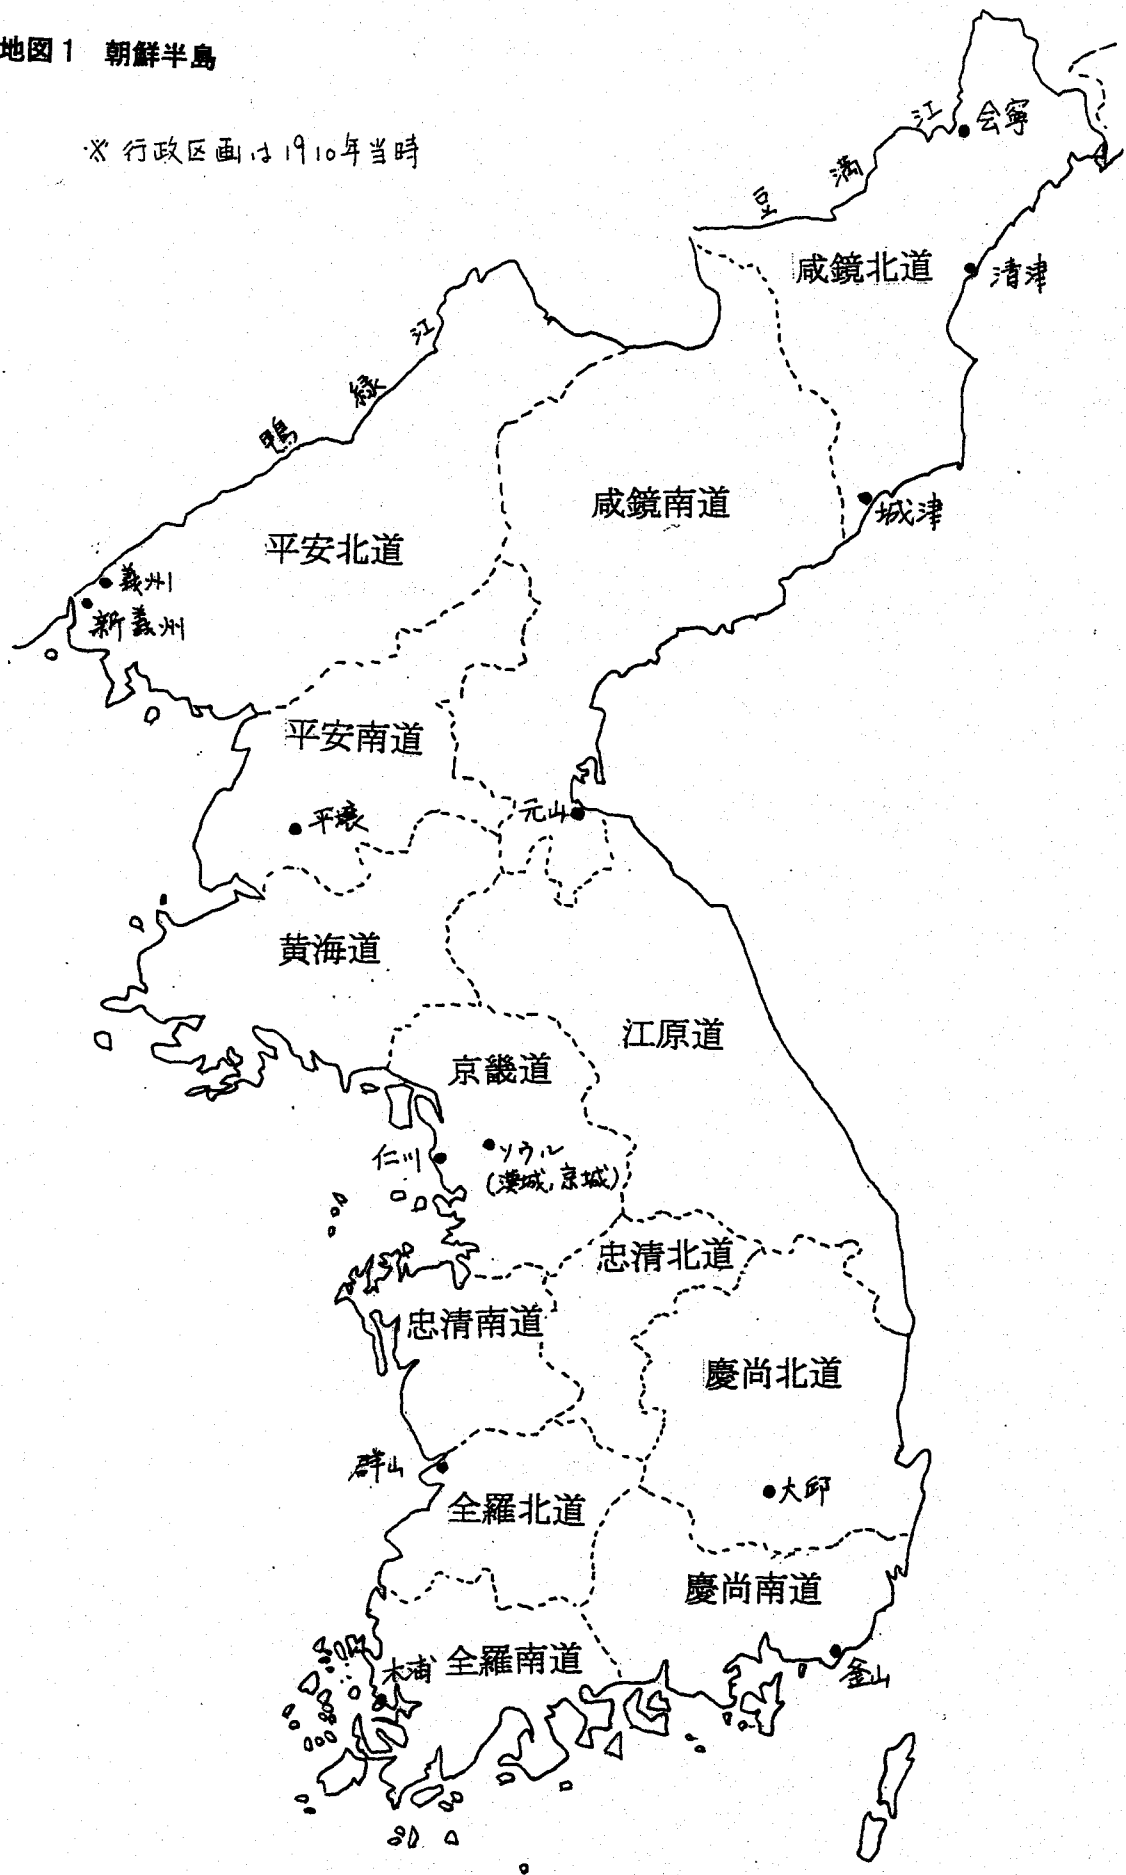 地図1 朝鮮半島
※ 行政区画は1910年当時
会寧
豆満江
咸鏡北道
清津
鴨緑江
咸鏡南道
城津
平安北道
義州
新義州
平安南道
元山
平壌
黄海道
江原道
京畿道
仁川
ソウル
(漢城,京城)
忠清北道
忠清南道
慶尚北道
群山
大邱
全羅北道
慶尚南道
木浦
全羅南道
釜山